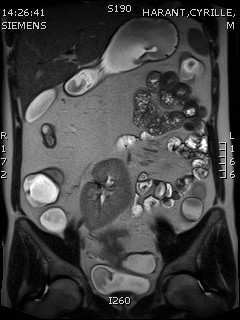 14:26:41 S190 HARANT,CYRILLE,
SIEMENS M
R
1
7
2
L
1
6
6
I260